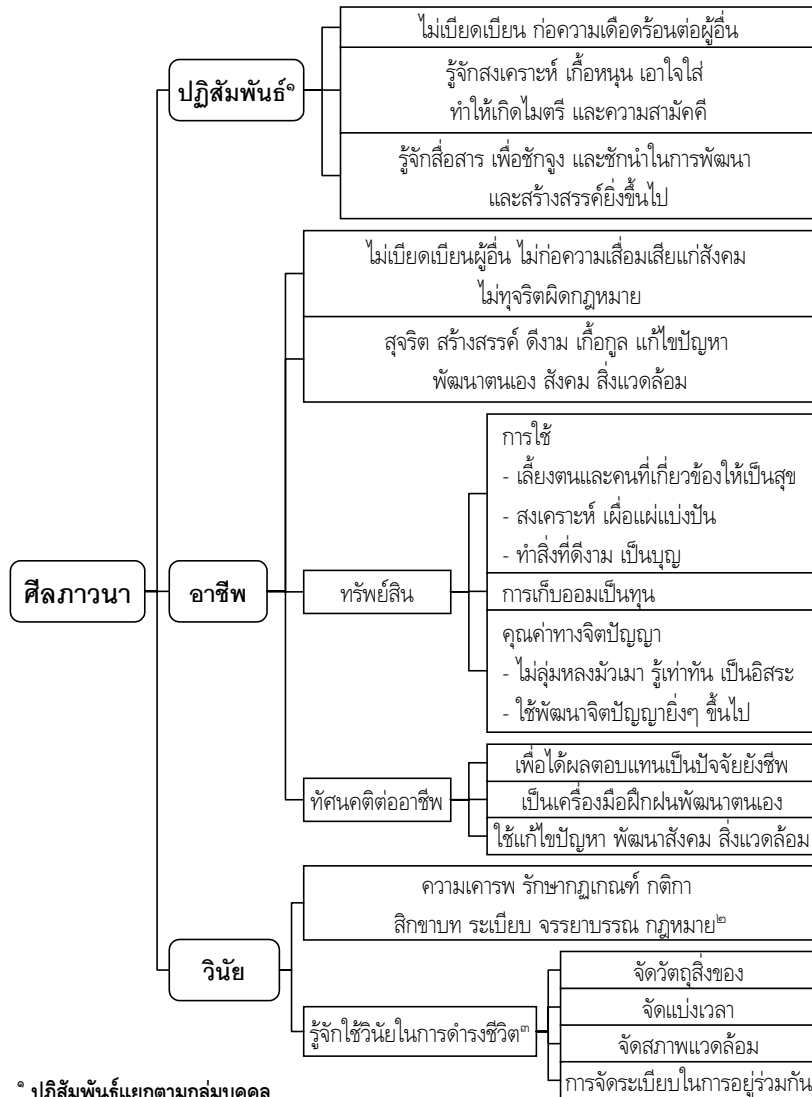 ไม่เบียดเบียน ก่อความเดือดร้อนต่อผู้อื่น
ปฏิสัมพันธ์๑
รู้จักสงเคราะห์ เกื้อหนุน เอาใจใส่
ทำให้เกิดไมตรี และความสามัคคี
รู้จักสื่อสาร เพื่อชักจูง และชักนำในการพัฒนา
และสร้างสรรค์ยิ่งขึ้นไป
ศีลภาวนา
อาชีพ
ไม่เบียดเบียนผู้อื่น ไม่ก่อความเสื่อมเสียแก่สังคม
ไม่ทุจริตผิดกฎหมาย
สุจริต สร้างสรรค์ ดีงาม เกื้อกูล แก้ไขปัญหา
พัฒนาตนเอง สังคม สิ่งแวดล้อม
ทรัพย์สิน
การใช้
- เลี้ยงตนและคนที่เกี่ยวข้องให้เป็นสุข
- สงเคราะห์ เผื่อแผ่แบ่งปัน
- ทำสิ่งที่ดีงาม เป็นบุญ
การเก็บออมเป็นทุน
คุณค่าทางจิตปัญญา
- ไม่ลุ่มหลงมัวเมา รู้เท่าทัน เป็นอิสระ
- ใช้พัฒนาจิตปัญญายิ่งๆ ขึ้นไป
ทัศนคติต่ออาชีพ
เพื่อได้ผลตอบแทนเป็นปัจจัยยังชีพ
เป็นเครื่องมือฝึกฝนพัฒนาตนเอง
ใช้แก้ไขปัญหา พัฒนาสังคม สิ่งแวดล้อม
วินัย
ความเคารพ รักษากฏเกณฑ์ กติกา
สิกขาบท ระเบียบ จรรยาบรรณ กฎหมาย๒
รู้จักใช้วินัยในการดำรงชีวิต๓
จัดวัตถุสิ่งของ
จัดแบ่งเวลา
จัดสภาพแวดล้อม
การจัดระเบียบในการอยู่ร่วมกัน
๑ ปฏิสัมพันธ์แยกตามกลุ่มบุคคล